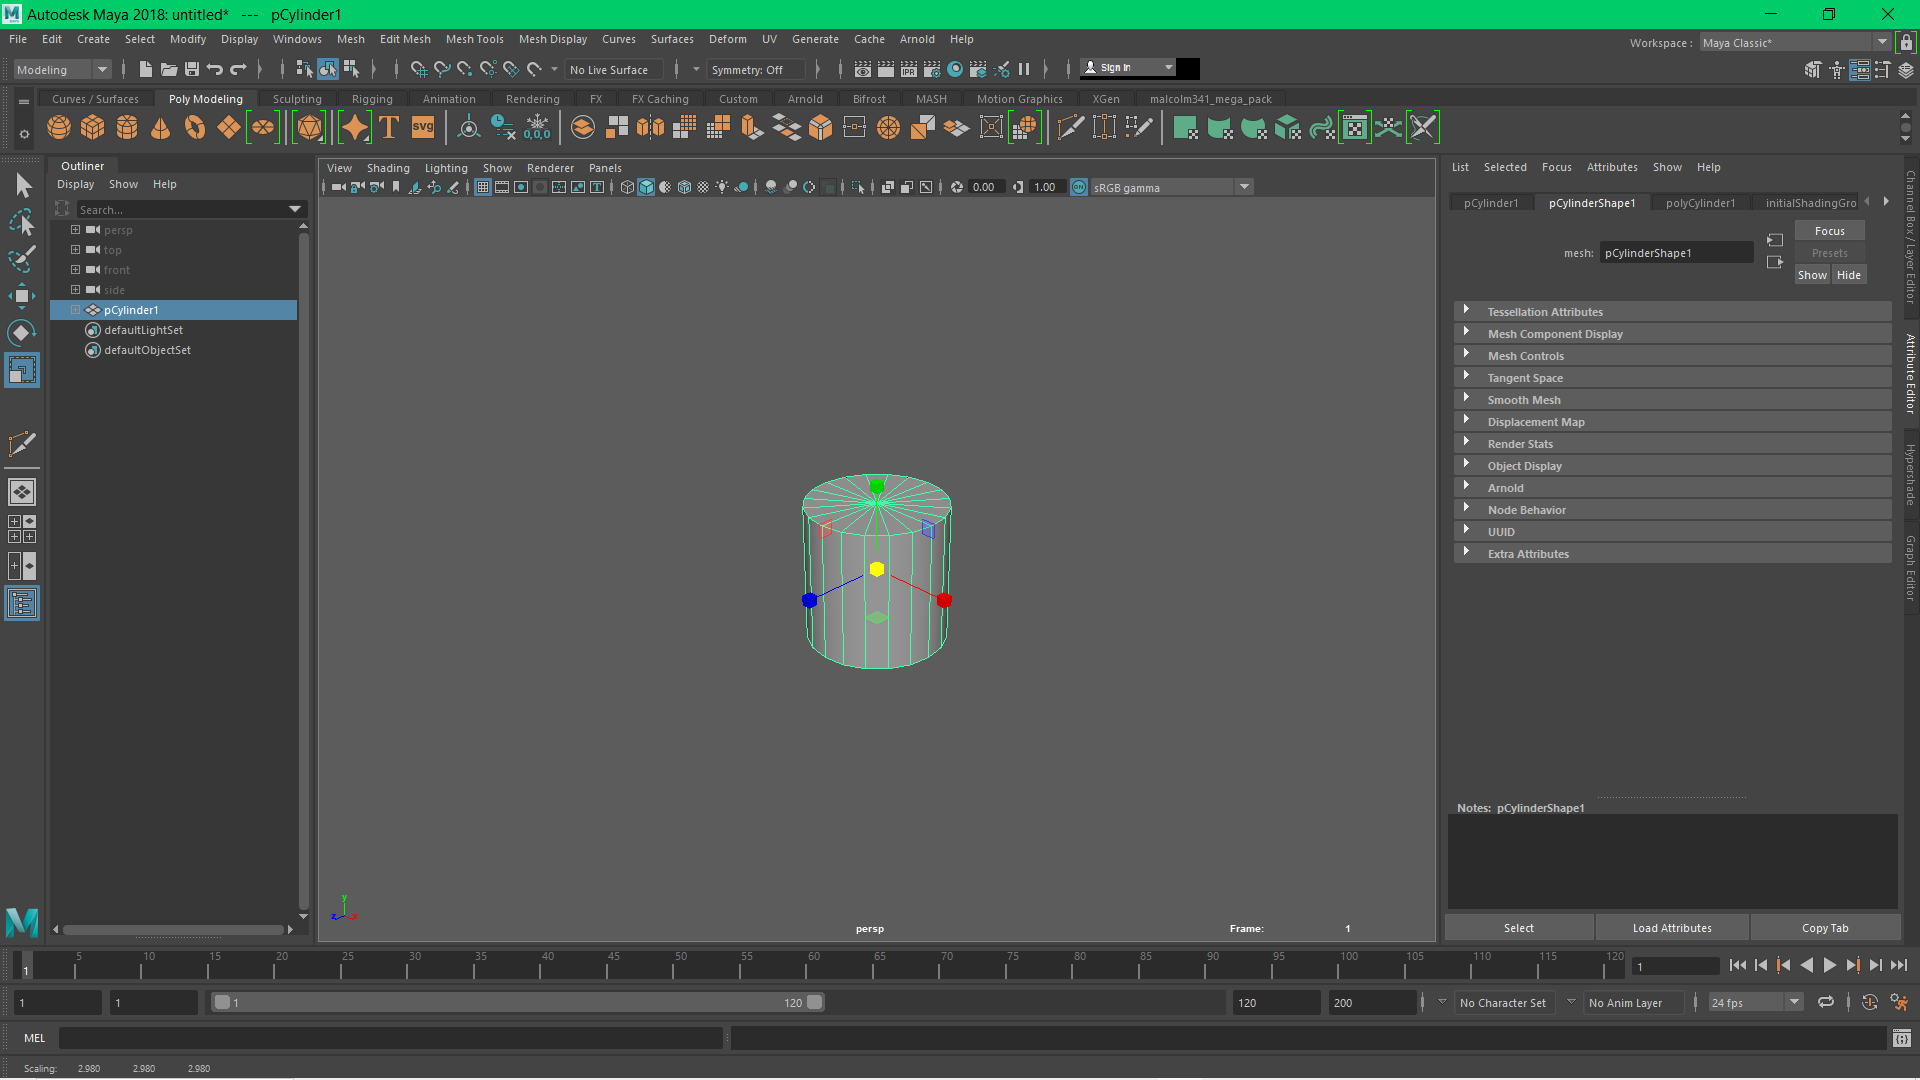 Autodesk Maya 2018: untitled* --- pCylinder1
File Edit Create Select Modify Display Windows Mesh Edit Mesh Mesh Tools Mesh Display Curves Surfaces Deform UV Generate Cache Arnold Help
Workspace : Maya Classic*
Modeling No Live Surface Symmetry: Off IPR Sign In
Curves / Surfaces Poly Modeling Sculpting Rigging Animation Rendering FX FX Caching Custom Arnold Bifrost MASH Motion Graphics XGen malcolm341_mega_pack
T SVG 0,0,0
Outliner
Display Show Help
Search...
persp
top
front
side
pCylinder1
defaultLightSet
defaultObjectSet
View Shading Lighting Show Renderer Panels
0.00 1.00 ON sRGB gamma
y
z x
persp Frame: 1
List Selected Focus Attributes Show Help
pCylinder1 pCylinderShape1 polyCylinder1 initialShadingGro
Focus
mesh: pCylinderShape1 Presets
Show Hide
Tessellation Attributes
Mesh Component Display
Mesh Controls
Tangent Space
Smooth Mesh
Displacement Map
Render Stats
Object Display
Arnold
Node Behavior
UUID
Extra Attributes
Notes: pCylinderShape1
Select Load Attributes Copy Tab
Channel Box / Layer Editor
Attribute Editor
Hypershade
Graph Editor
5 10 15 20 25 30 35 40 45 50 55 60 65 70 75 80 85 90 95 100 105 110 115 120
1 1
1 1 1 120 120 200 No Character Set No Anim Layer 24 fps
MEL
Scaling: 2.980 2.980 2.980